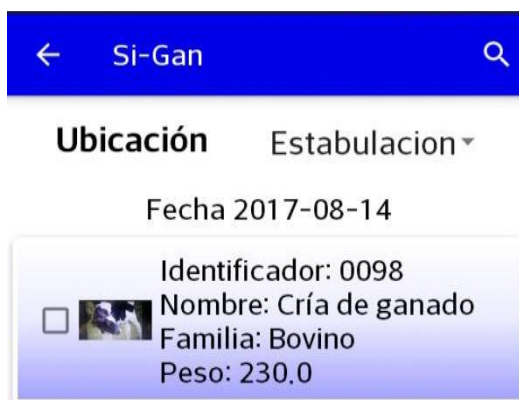 Si-Gan
Ubicación Estabulacion
Fecha 2017-08-14
Identificador: 0098
Nombre: Cría de ganado
Familia: Bovino
Peso: 230.0